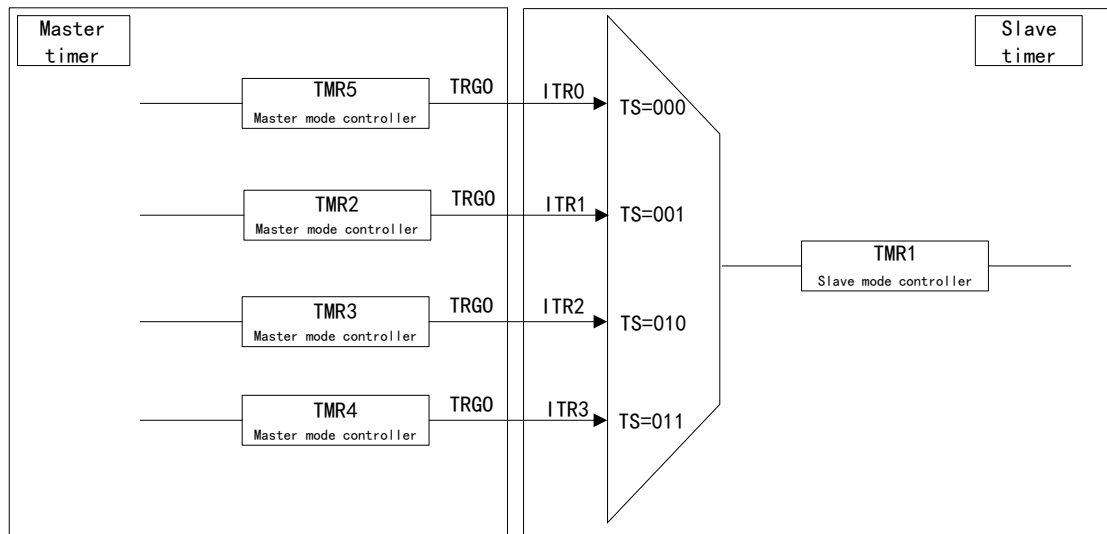 Master
timer
Slave
timer
TMR5
Master mode controller
TRGO
ITR0
TS=000
TMR2
Master mode controller
TRGO
ITR1
TS=001
TMR1
Slave mode controller
TMR3
Master mode controller
TRGO
ITR2
TS=010
TMR4
Master mode controller
TRGO
ITR3
TS=011